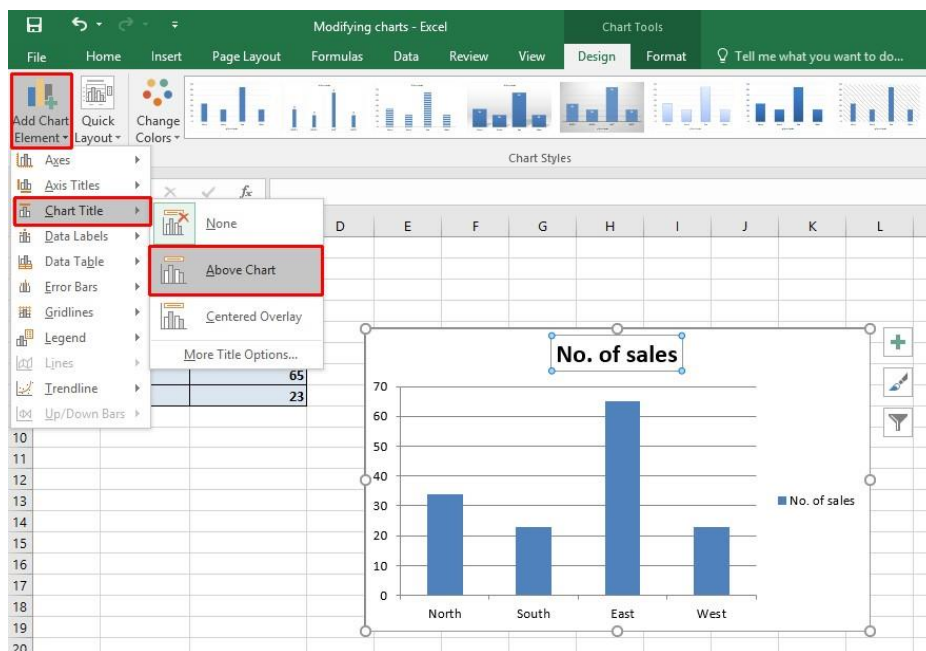 Modifying charts - Excel
Chart Tools
File Home Insert Page Layout Formulas Data Review View Design Format Tell me what you want to do...
Add Chart Element
Quick Layout
Change Colors
Chart Styles
Axes
Axis Titles
Chart Title
Data Labels
Data Table
Error Bars
Gridlines
Legend
Lines
Trendline
Up/Down Bars
None
Above Chart
Centered Overlay
More Title Options...
fx
D E F G H I J K L
65
23
10
11
12
13
14
15
16
17
18
19
20
No. of sales
70
60
50
40
30
20
10
0
North South East West
No. of sales